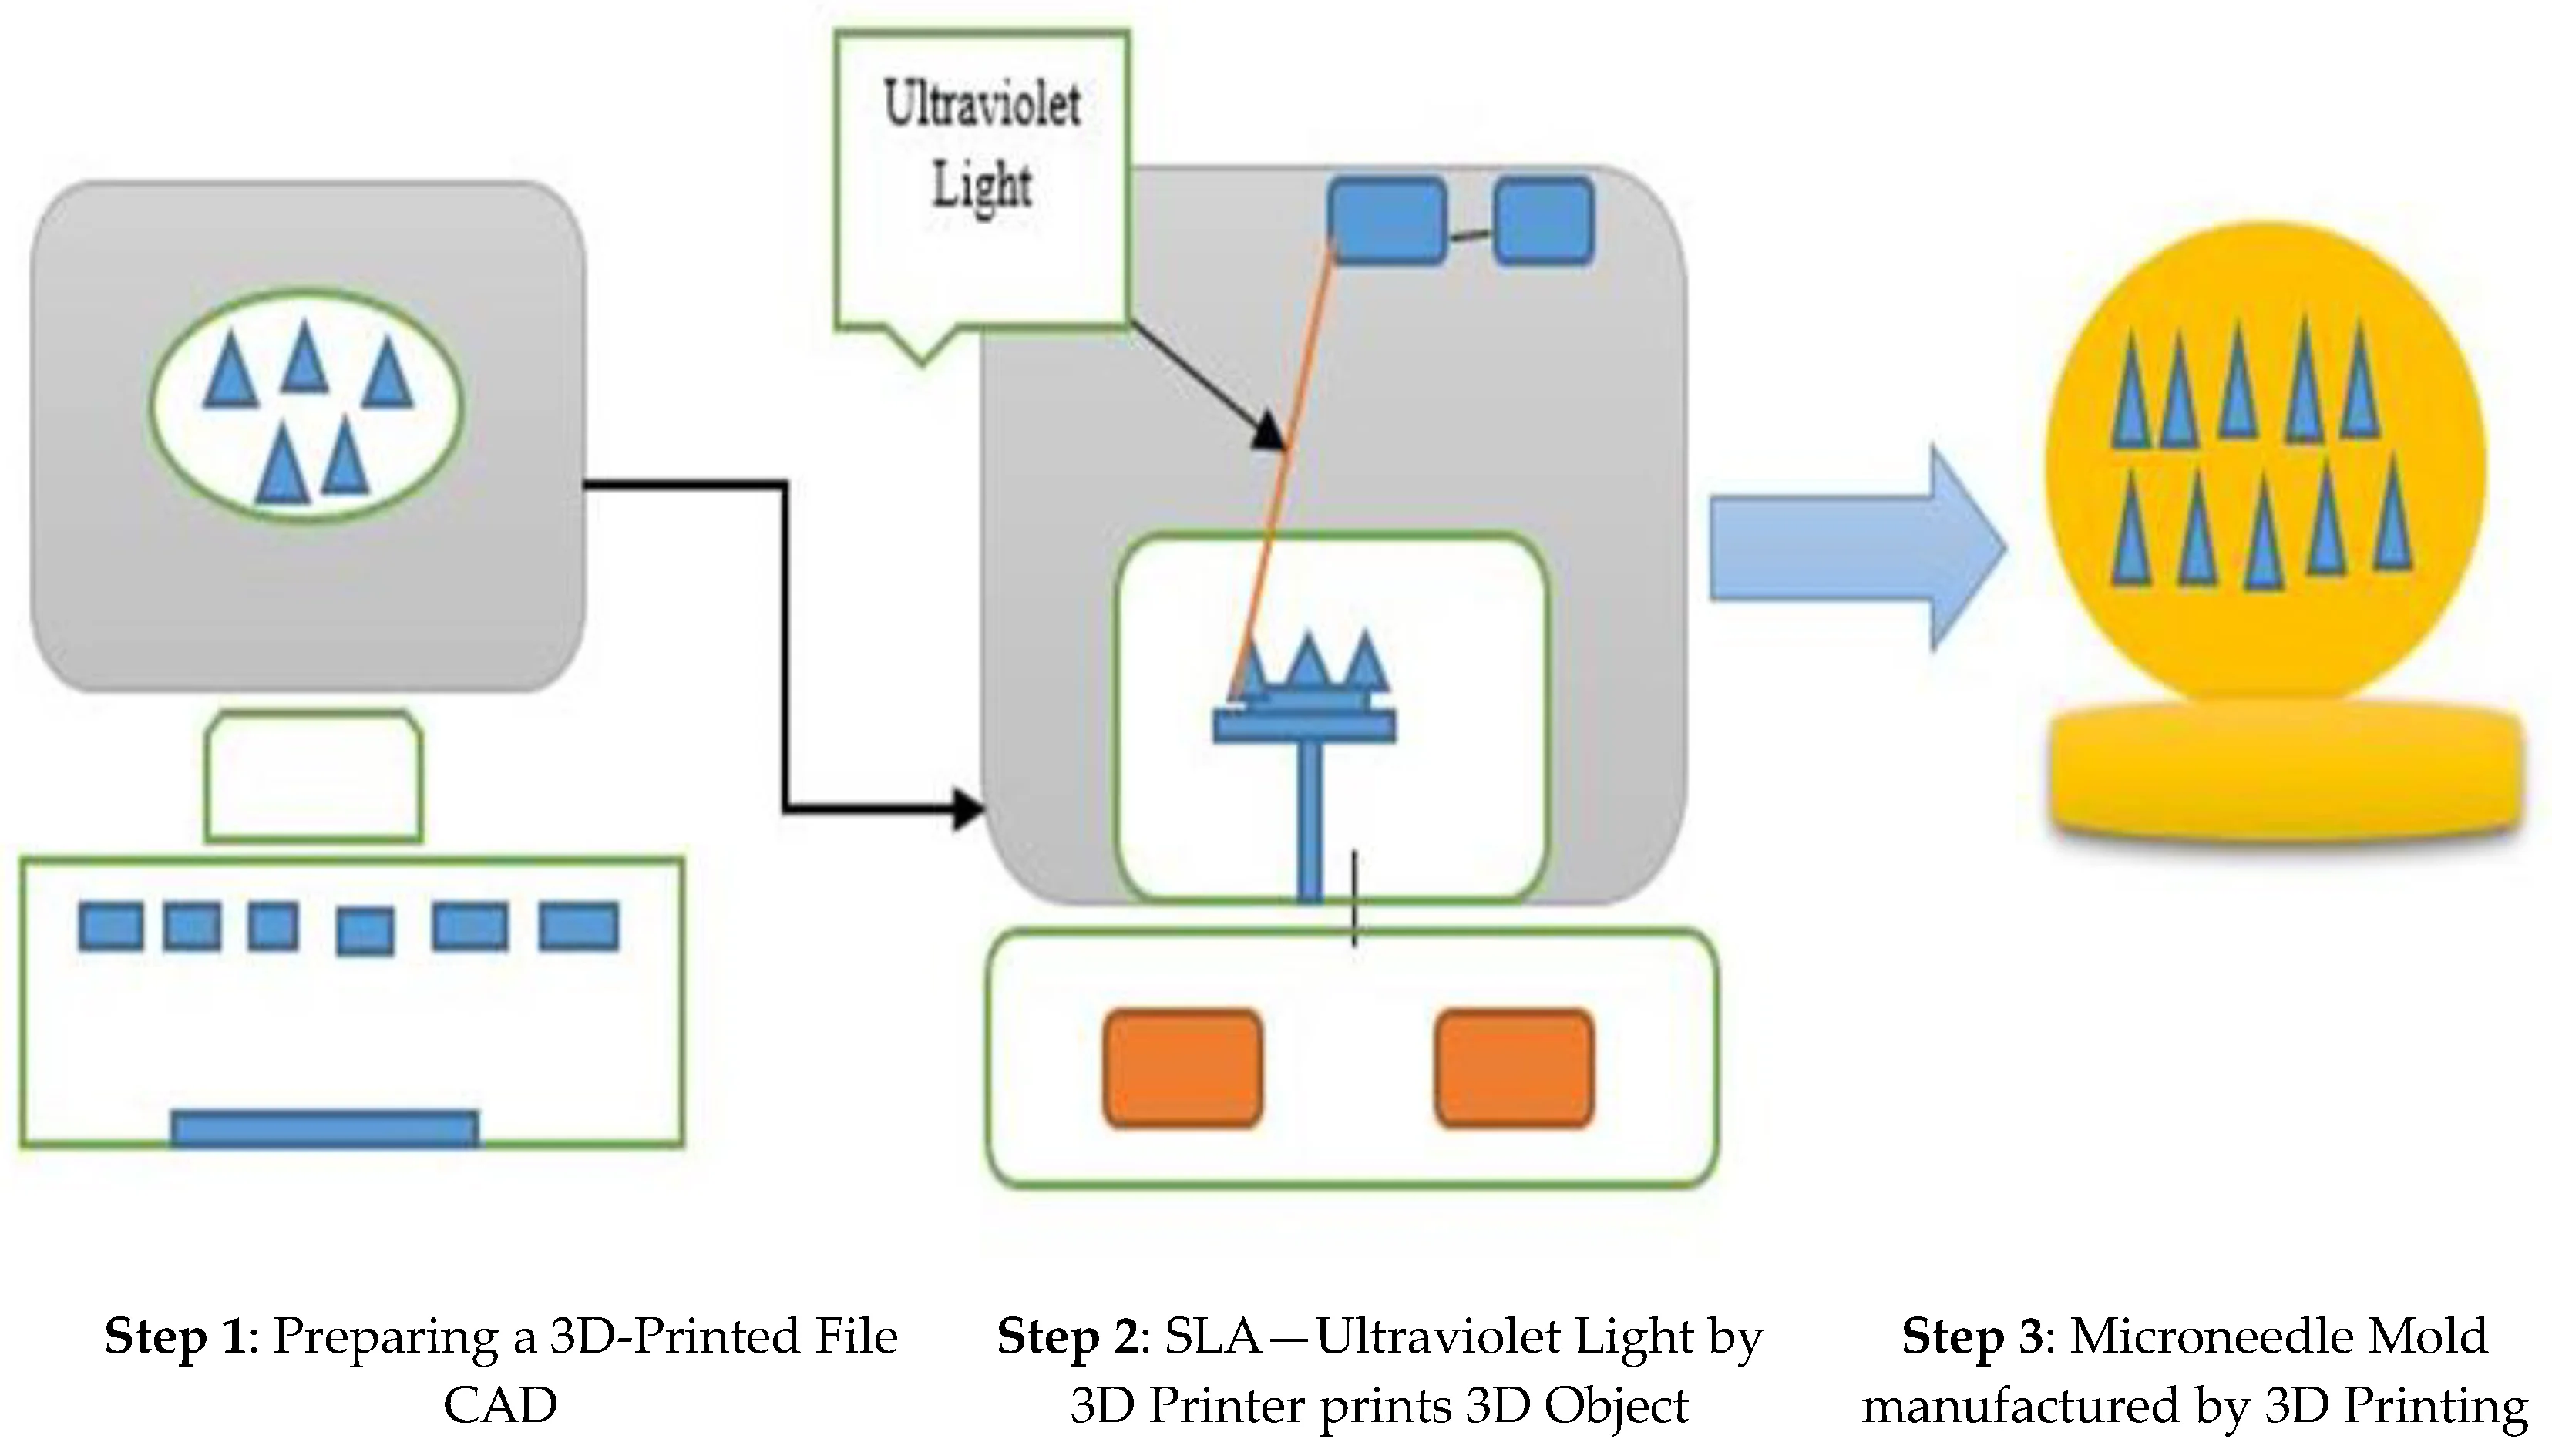 Ultraviolet
Light
Step 1: Preparing a 3D-Printed File
CAD
Step 2: SLA—Ultraviolet Light by
3D Printer prints 3D Object
Step 3: Microneedle Mold
manufactured by 3D Printing